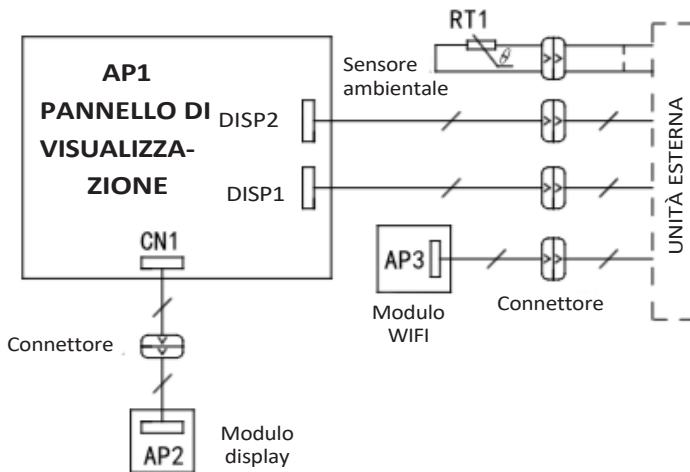 RT1
θ
Sensore
ambientale
AP1
PANNELLO DI
VISUALIZZA-
ZIONE
DISP2
DISP1
CN1
UNITÀ ESTERNA
AP3
Modulo
WIFI
Connettore
Connettore
AP2
Modulo
display